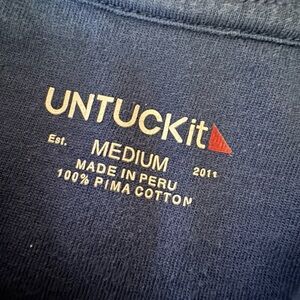 UNTUCKit
MEDIUM
Est. 2011
MADE IN PERU
100% PIMA COTTON